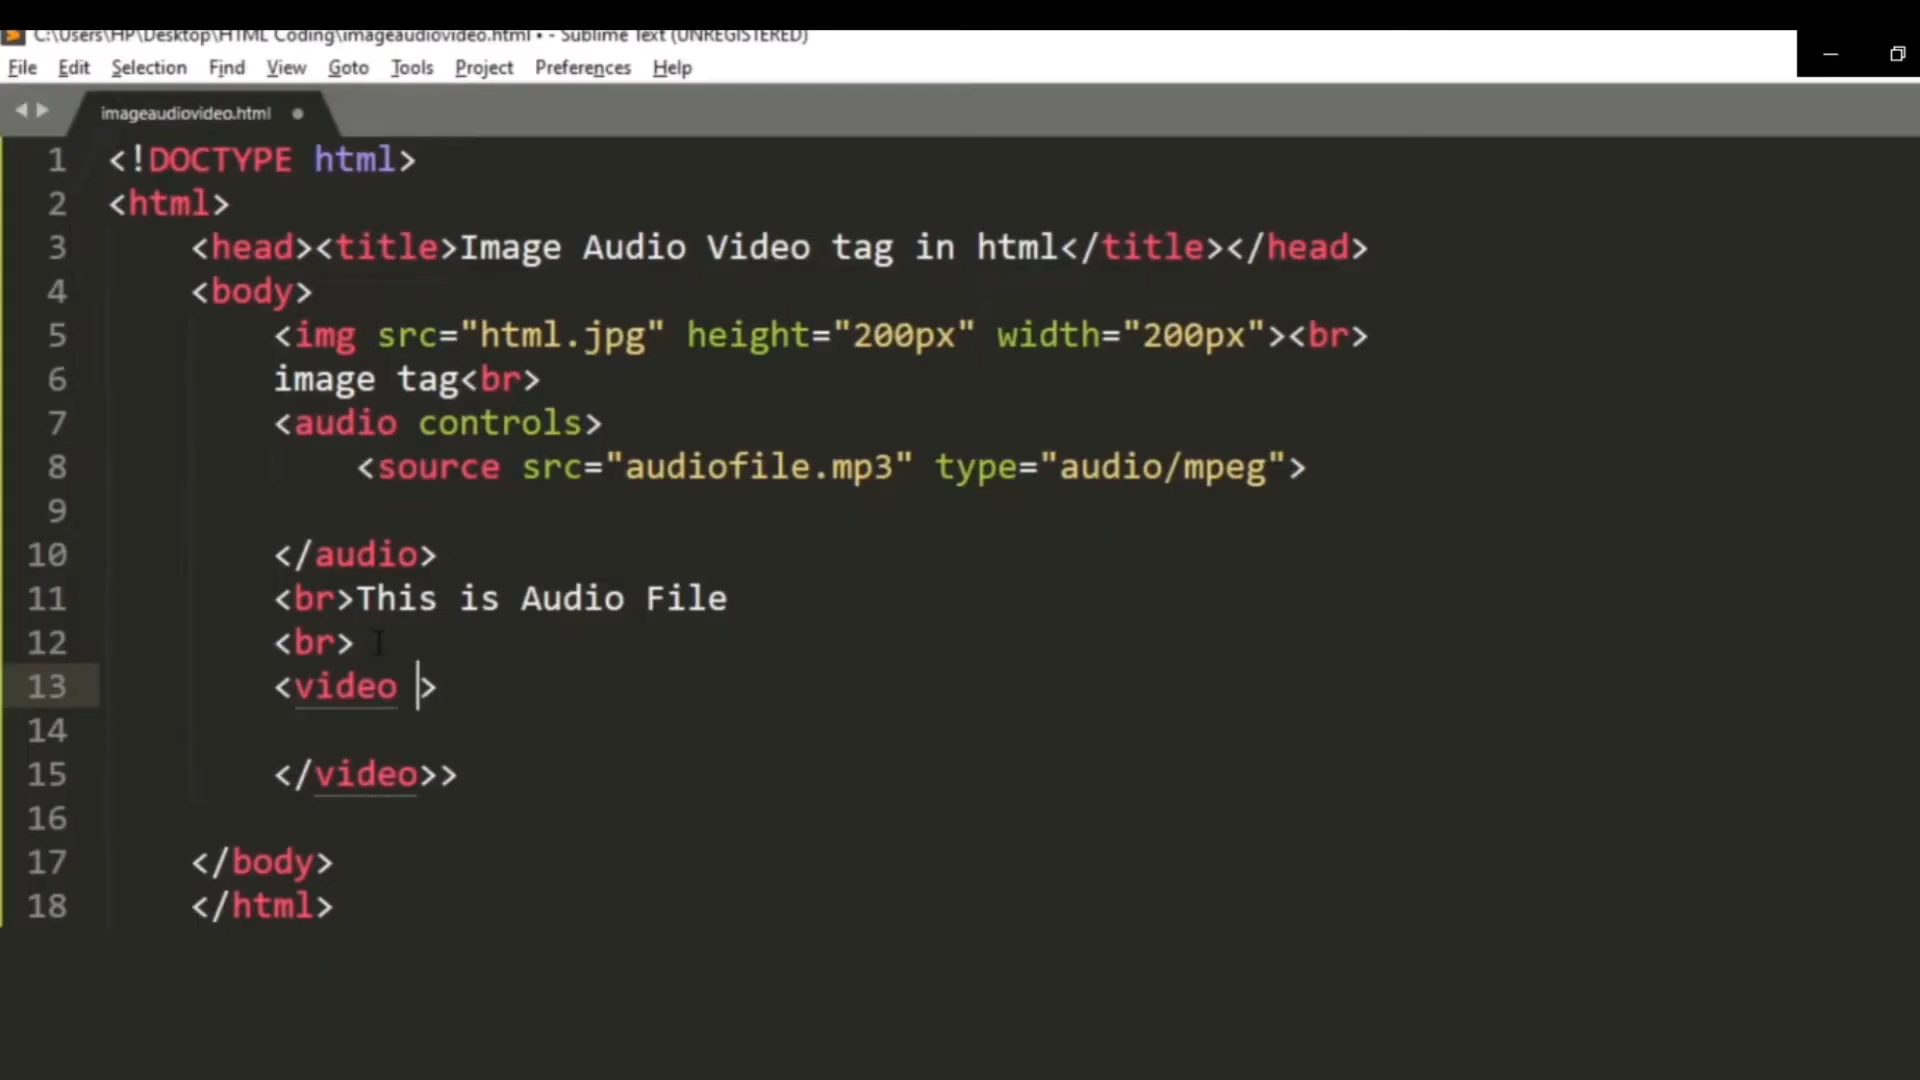 C:\Users\HP\Desktop\HTML Coding\imageaudiovideo.html • - Sublime Text (UNREGISTERED)
File Edit Selection Find View Goto Tools Project Preferences Help
imageaudiovideo.html
1 <!DOCTYPE html>
2 <html>
3 <head><title>Image Audio Video tag in html</title></head>
4 <body>
5 <img src="html.jpg" height="200px" width="200px"><br>
6 image tag<br>
7 <audio controls>
8 <source src="audiofile.mp3" type="audio/mpeg">
9
10 </audio>
11 <br>This is Audio File
12 <br>
13 <video >
14
15 </video>>
16
17 </body>
18 </html>